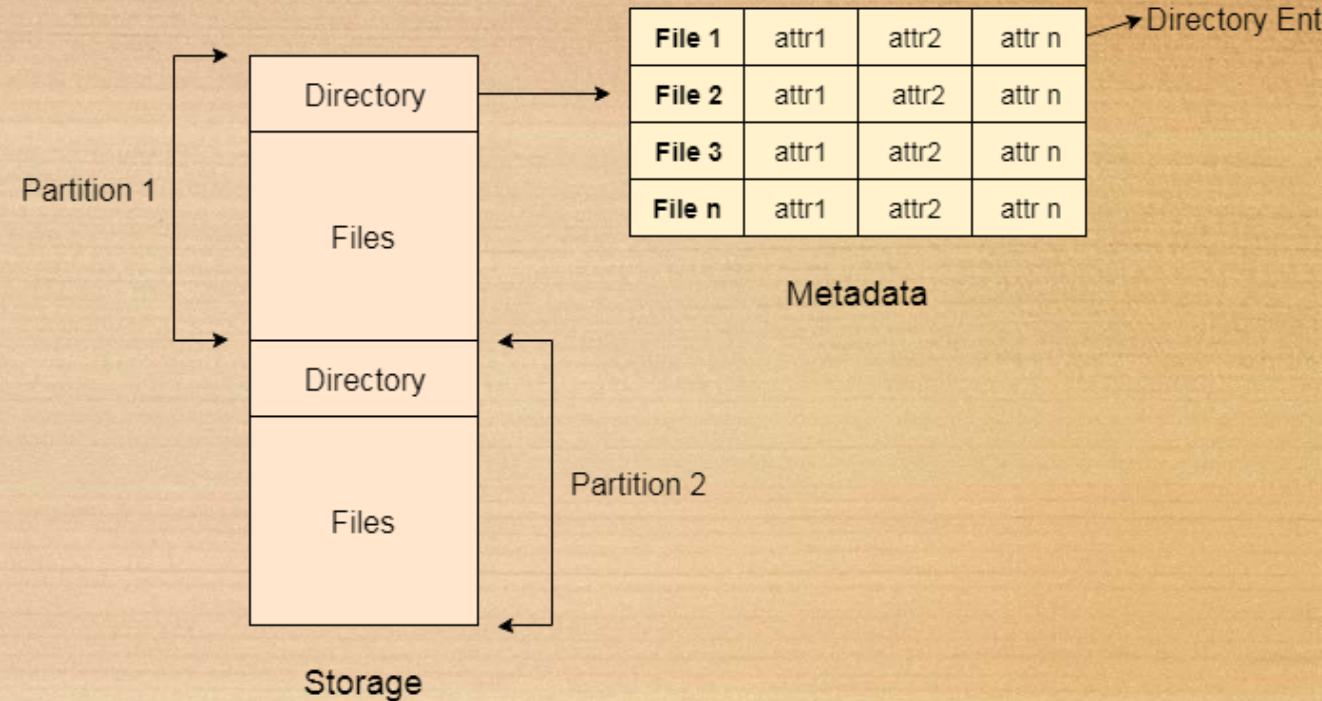 File 1 attr1 attr2 attr n
Directory Ent
File 2 attr1 attr2 attr n
File 3 attr1 attr2 attr n
File n attr1 attr2 attr n
Metadata
Directory
Partition 1
Files
Directory
Partition 2
Files
Storage